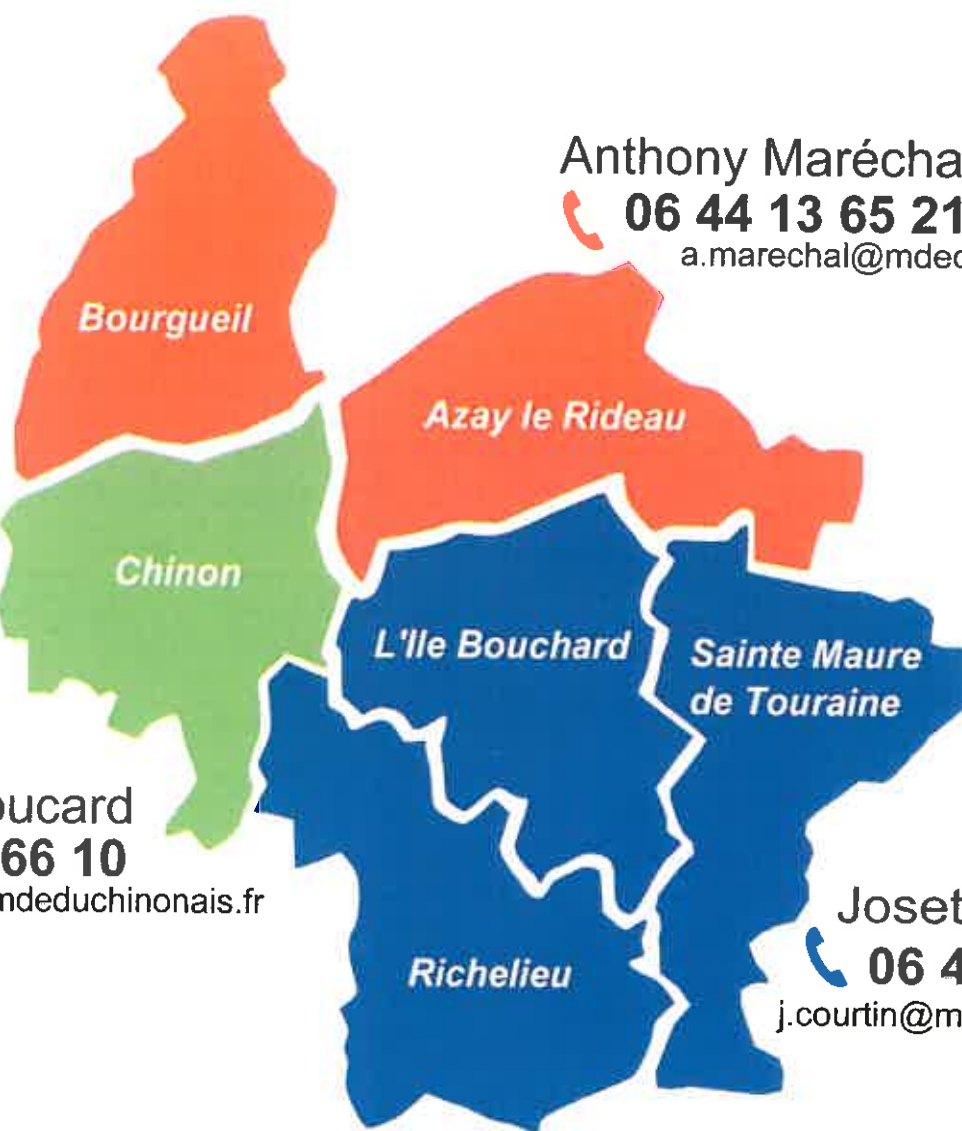 Anthony Maréchal
06 44 13 65 21
a.marechal@mdec
Bourgueil
Azay le Rideau
Chinon
L'Ile Bouchard
Sainte Maure
de Touraine
oucard
66 10
mdeduchinonais.fr
Joset
06 4
j.courtin@m
Richelieu